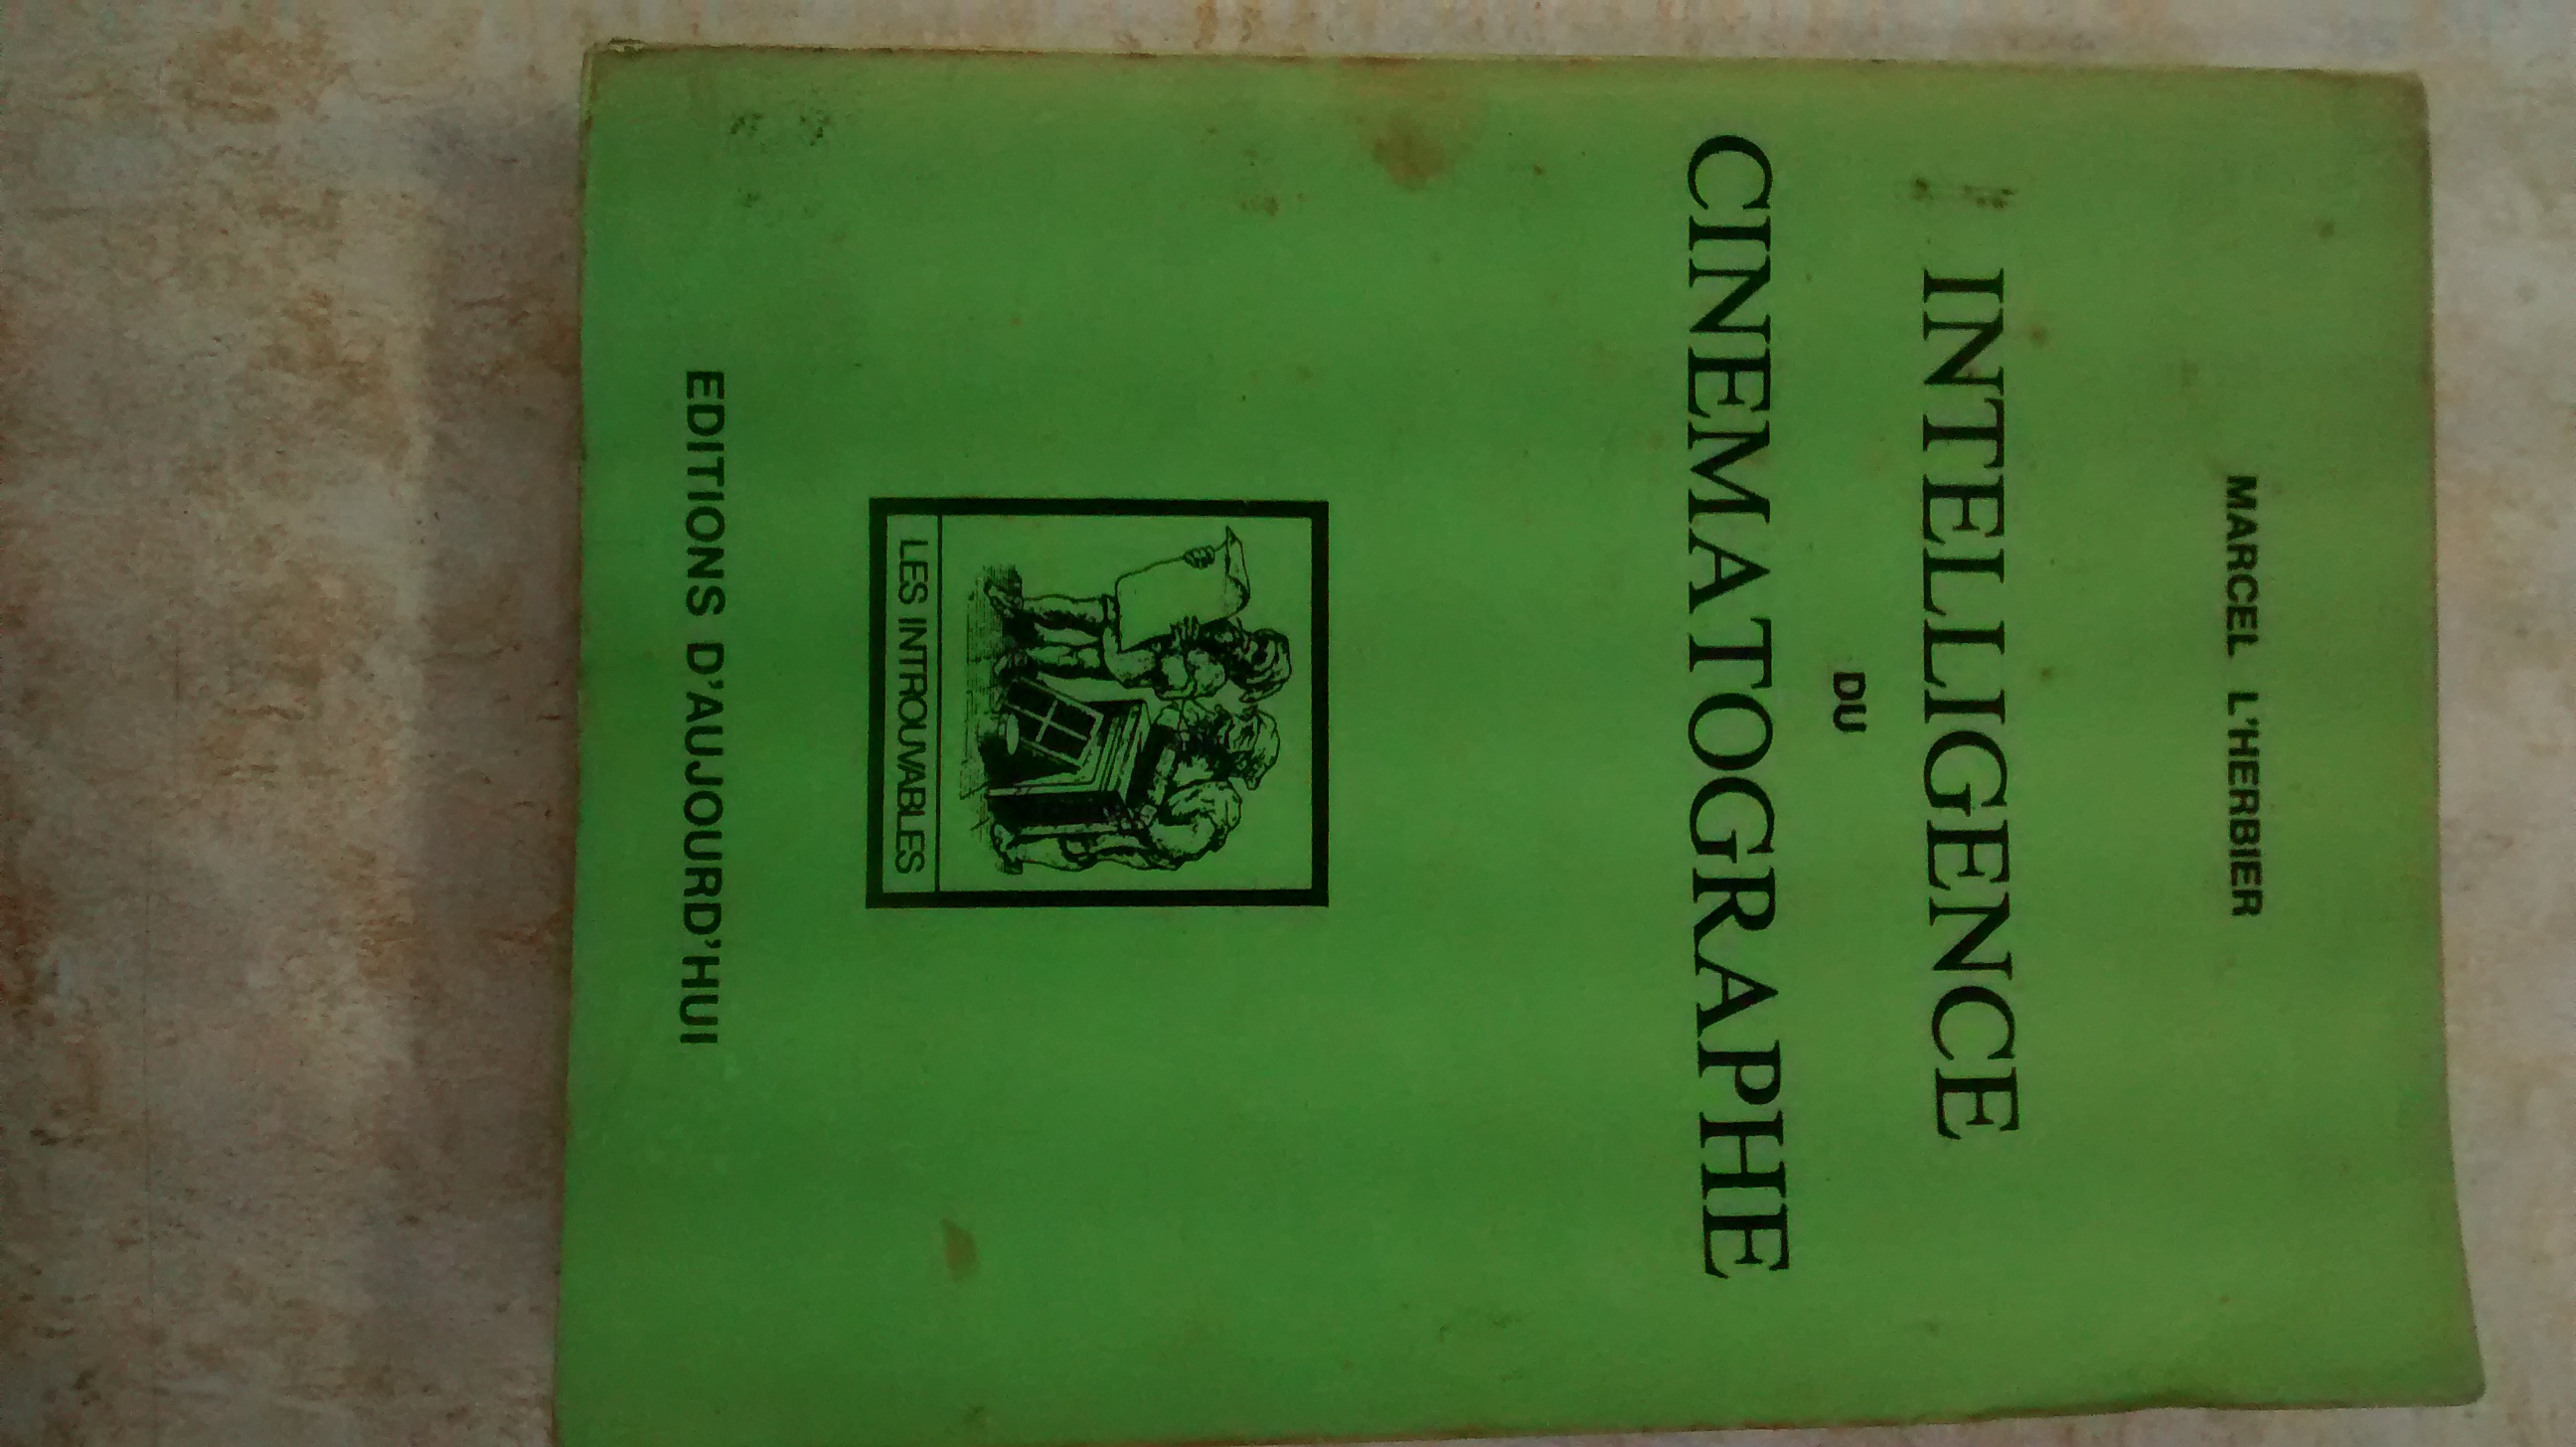 MARCEL L'HERBIER
INTELLIGENCE
DU
CINEMATOGRAPHE
LES INTROUVABLES
EDITIONS D'AUJOURD'HUI